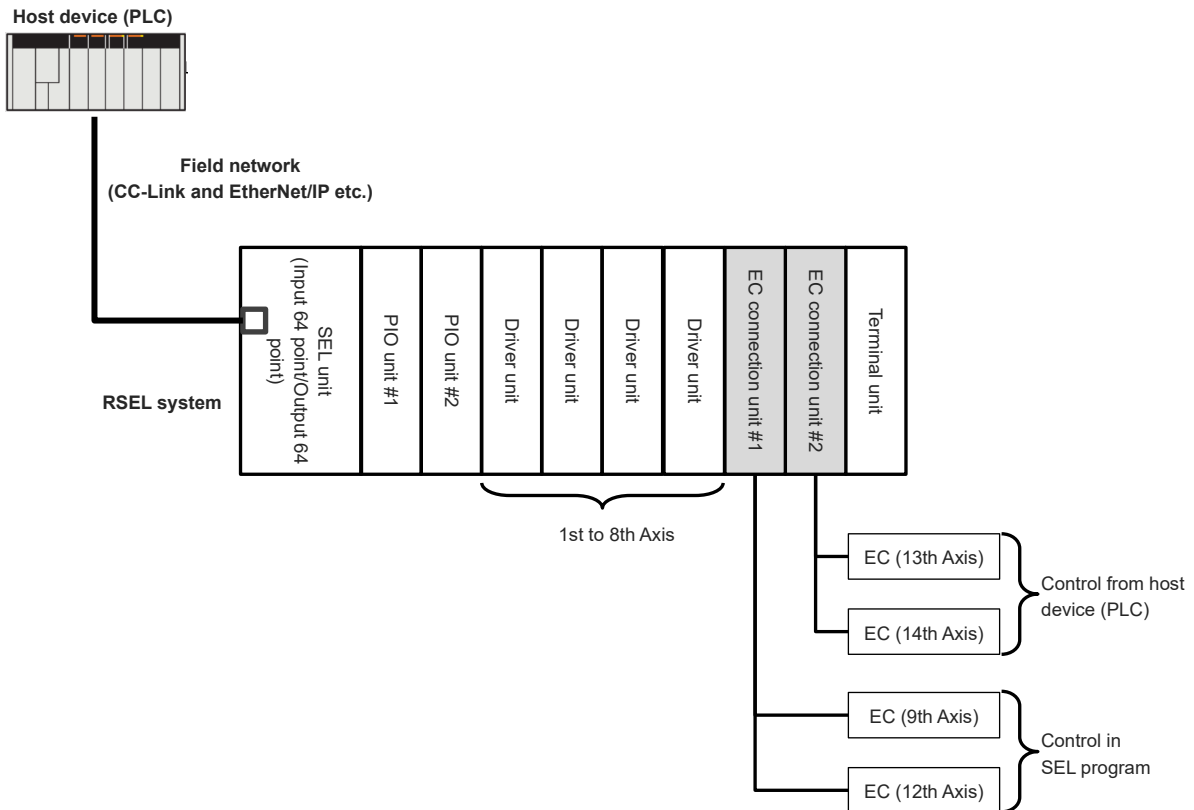 Host device (PLC)
Field network
(CC-Link and EtherNet/IP etc.)
RSEL system
SEL unit
(Input 64 point/Output 64
point)
PIO unit #1
PIO unit #2
Driver unit
Driver unit
Driver unit
Driver unit
EC connection unit #1
EC connection unit #2
Terminal unit
1st to 8th Axis
EC (13th Axis)
EC (14th Axis)
Control from host
device (PLC)
EC (9th Axis)
EC (12th Axis)
Control in
SEL program